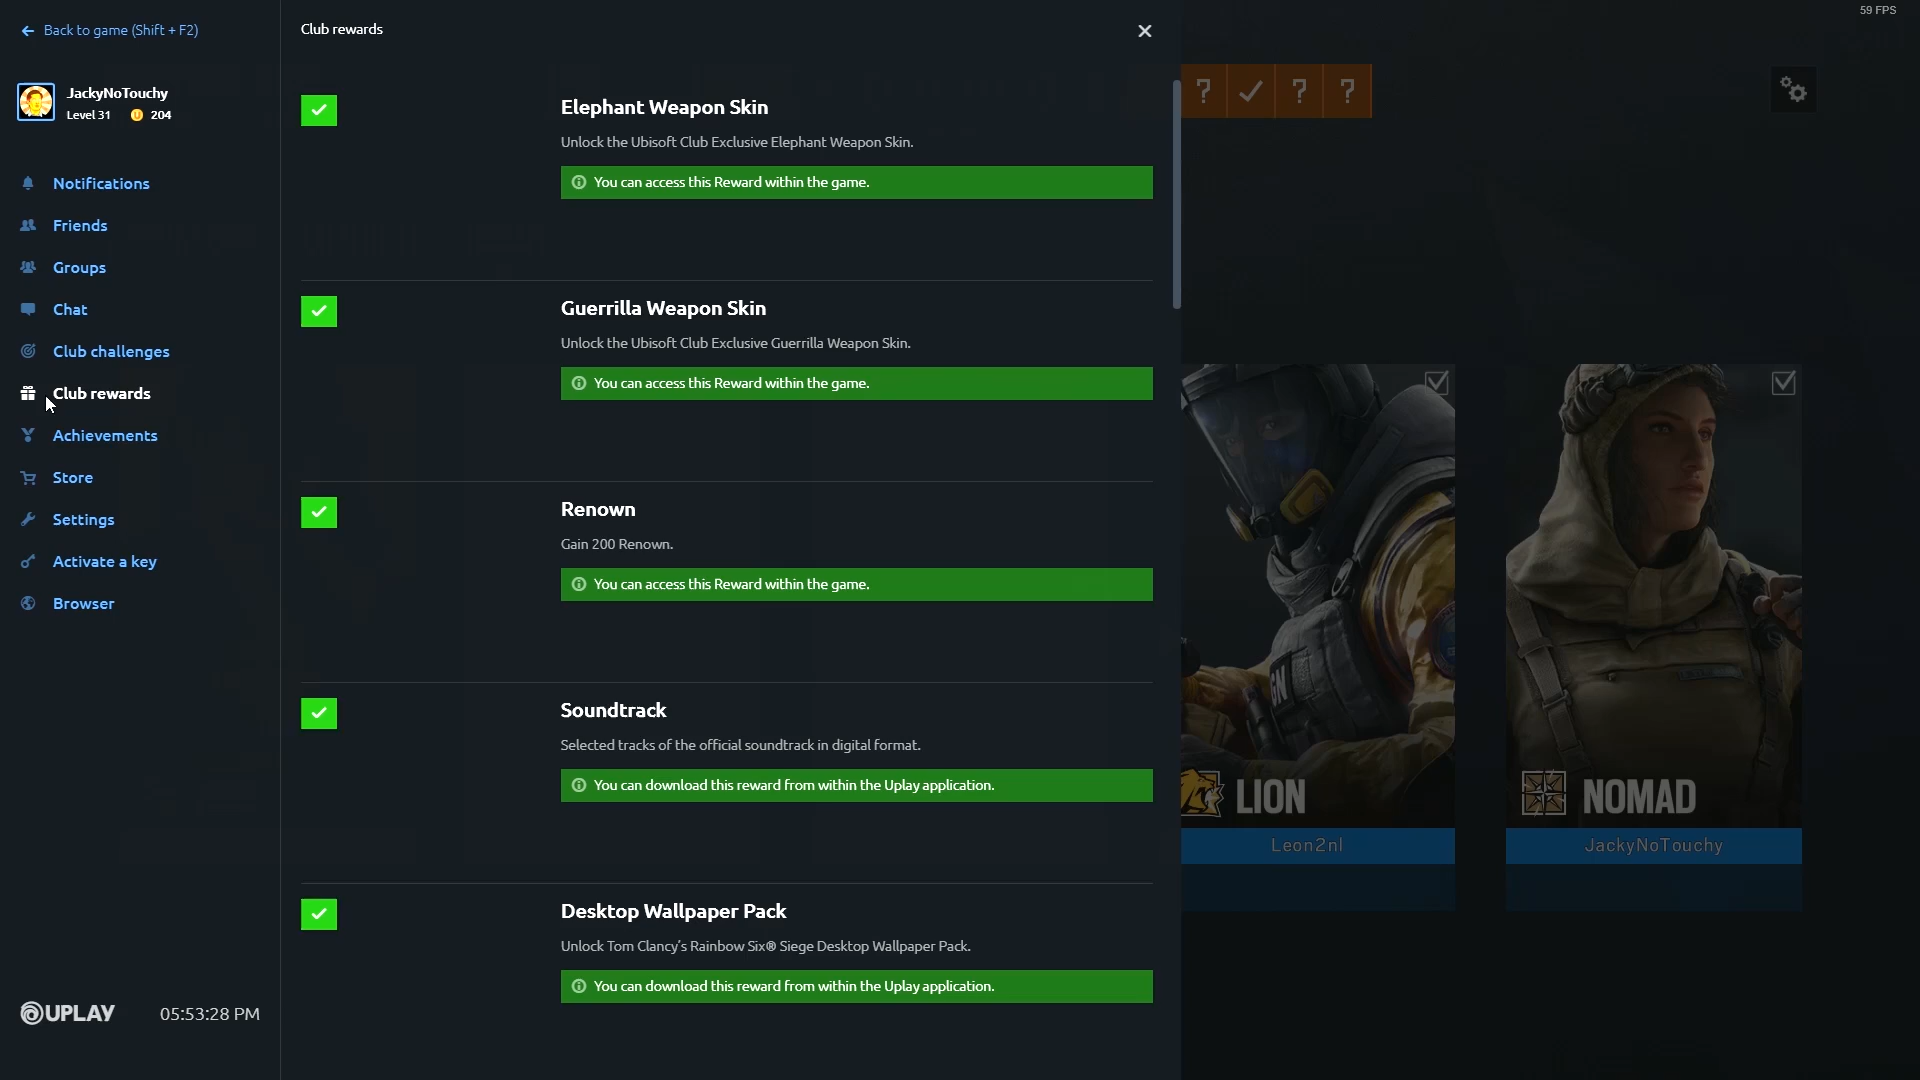 Back to game (Shift + F2)
Club rewards
59 FPS
JackyNoTouchy
Level 31 204
Notifications
Friends
Groups
Chat
Club challenges
Club rewards
Achievements
Store
Settings
Activate a key
Browser
UPLAY 05:53:28 PM
Elephant Weapon Skin
Unlock the Ubisoft Club Exclusive Elephant Weapon Skin.
You can access this Reward within the game.
Guerrilla Weapon Skin
Unlock the Ubisoft Club Exclusive Guerrilla Weapon Skin.
You can access this Reward within the game.
Renown
Gain 200 Renown.
You can access this Reward within the game.
Soundtrack
Selected tracks of the official soundtrack in digital format.
You can download this reward from within the Uplay application.
Desktop Wallpaper Pack
Unlock Tom Clancy's Rainbow Six® Siege Desktop Wallpaper Pack.
You can download this reward from within the Uplay application.
? ? ?
GN
LION
Leon2nl
NOMAD
JackyNoTouchy